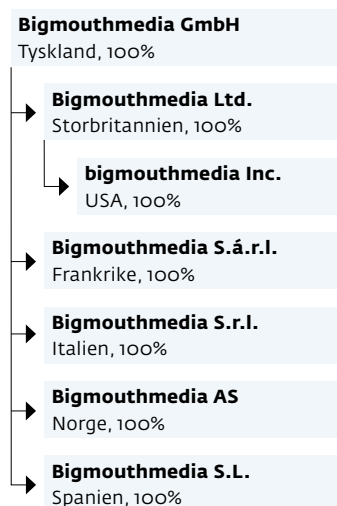 Bigmouthmedia GmbH
Tyskland, 100%
Bigmouthmedia Ltd.
Storbritannien, 100%
bigmouthmedia Inc.
USA, 100%
Bigmouthmedia S.á.r.l.
Frankrike, 100%
Bigmouthmedia S.r.l.
Italien, 100%
Bigmouthmedia AS
Norge, 100%
Bigmouthmedia S.L.
Spanien, 100%